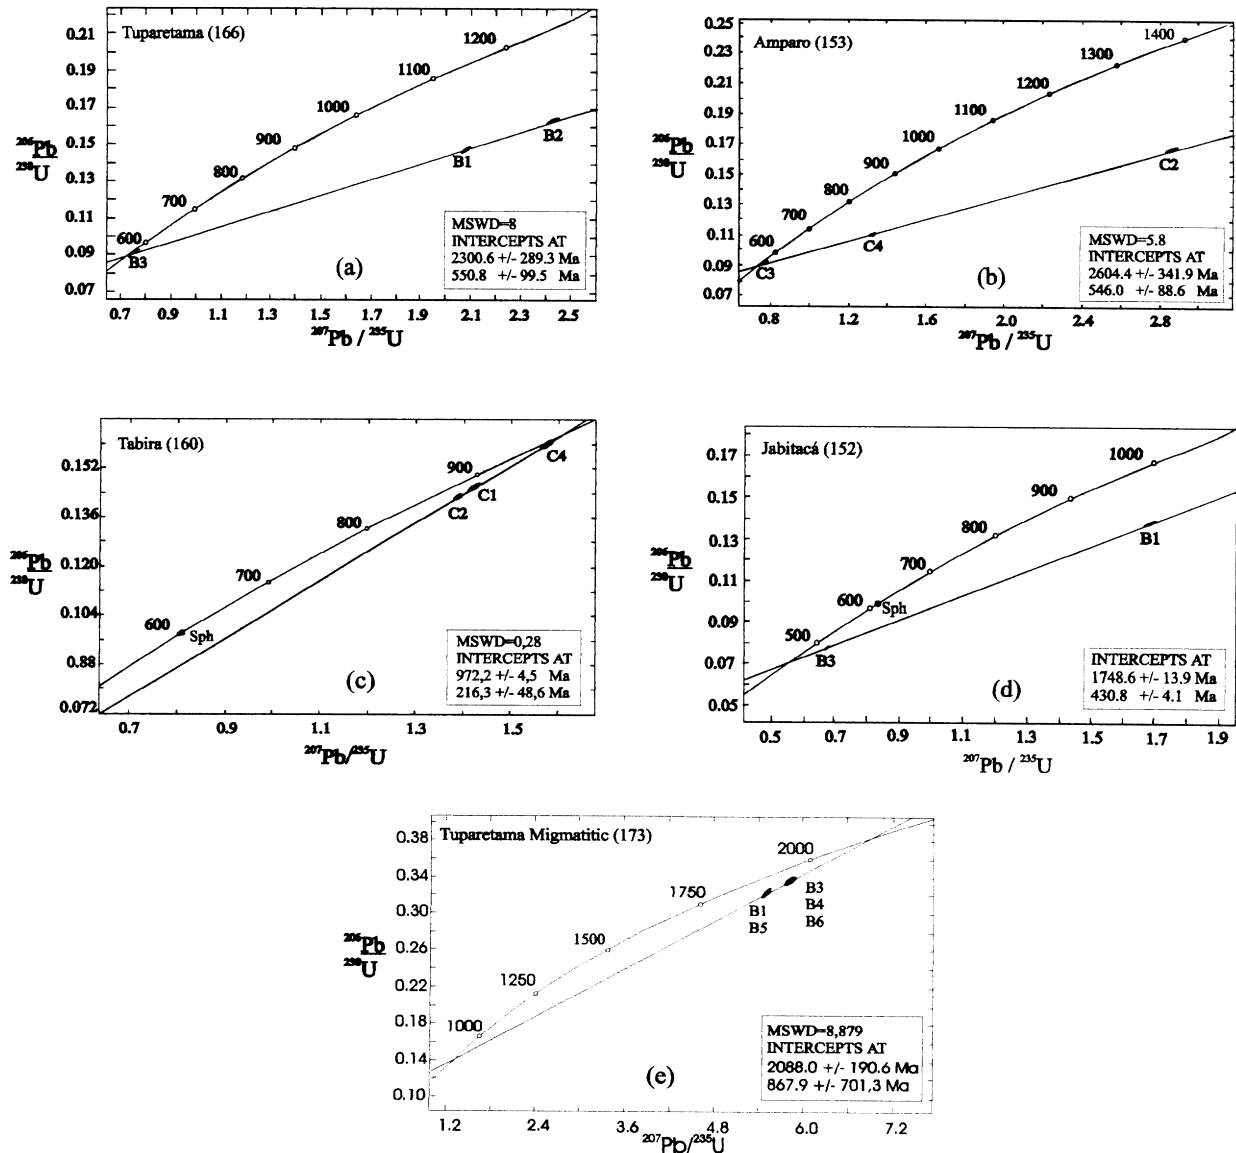 Tuparetama (166)
0.21
0.19
0.17
0.15
0.13
0.11
0.09
0.07
206Pb
238U
600
700
800
900
1000
1100
1200
B3
B1
B2
MSWD=8
INTERCEPTS AT
2300.6 +/- 289.3 Ma
550.8 +/- 99.5 Ma
(a)
0.7 0.9 1.1 1.3 1.5 1.7 1.9 2.1 2.3 2.5
207Pb / 235U
Amparo (153)
0.25
0.23
0.21
0.19
0.17
0.15
0.13
0.11
0.09
0.07
206Pb
238U
600
700
800
900
1000
1100
1200
1300
1400
C3
C4
C2
MSWD=5.8
INTERCEPTS AT
2604.4 +/- 341.9 Ma
546.0 +/- 88.6 Ma
(b)
0.8 1.2 1.6 2.0 2.4 2.8
207Pb / 235U
Tabira (160)
0.152
0.136
0.120
0.104
0.88
0.072
206Pb
238U
600
700
800
900
Sph
C2
C1
C4
MSWD=0,28
INTERCEPTS AT
972,2 +/- 4,5 Ma
216,3 +/- 48,6 Ma
(c)
0.7 0.9 1.1 1.3 1.5
207Pb/235U
Jabitacá (152)
0.17
0.15
0.13
0.11
0.09
0.07
0.05
206Pb
238U
500
600
700
800
900
1000
Sph
B3
B1
INTERCEPTS AT
1748.6 +/- 13.9 Ma
430.8 +/- 4.1 Ma
(d)
0.5 0.7 0.9 1.1 1.3 1.5 1.7 1.9
207Pb / 235U
Tuparetama Migmatitic (173)
0.38
0.34
0.30
0.26
0.22
0.18
0.14
0.10
206Pb
238U
1000
1250
1500
1750
2000
B1
B5
B3
B4
B6
MSWD=8,879
INTERCEPTS AT
2088.0 +/- 190.6 Ma
867.9 +/- 701,3 Ma
(e)
1.2 2.4 3.6 4.8 6.0 7.2
207Pb/235U